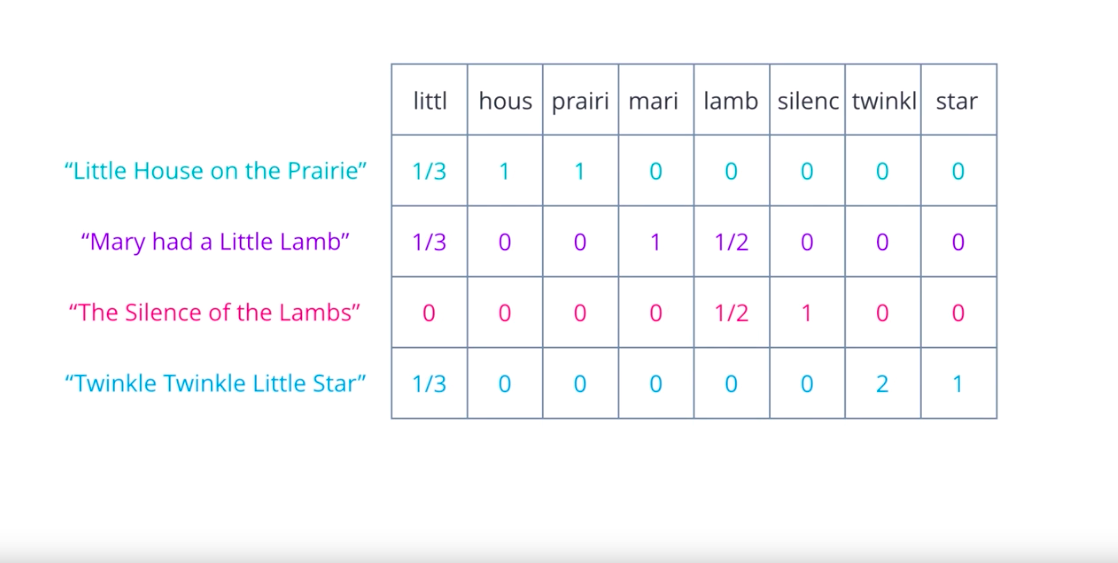 littl hous prairi mari lamb silenc twinkl star
“Little House on the Prairie” 1/3 1 1 0 0 0 0 0
“Mary had a Little Lamb” 1/3 0 0 1 1/2 0 0 0
“The Silence of the Lambs” 0 0 0 0 1/2 1 0 0
“Twinkle Twinkle Little Star” 1/3 0 0 0 0 0 2 1